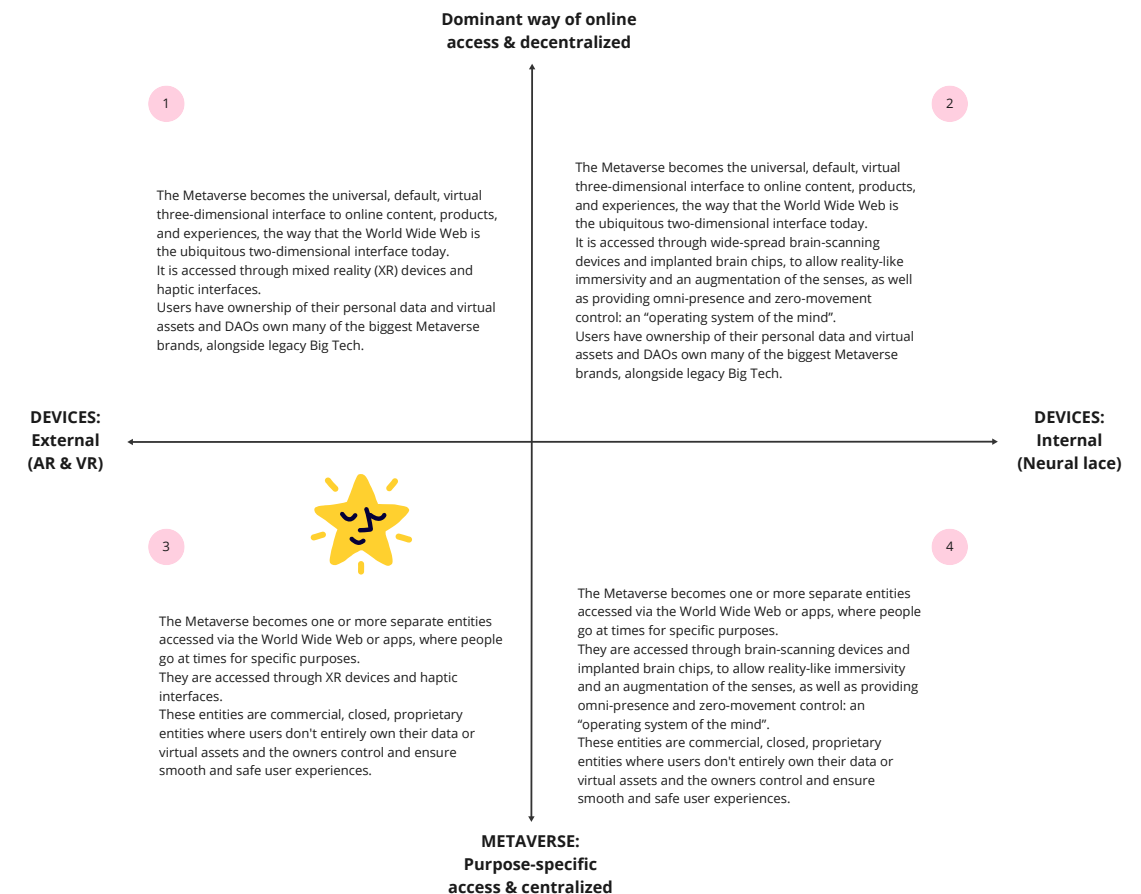 Dominant way of online
access & decentralized
1
The Metaverse becomes the universal, default, virtual
three-dimensional interface to online content, products,
and experiences, the way that the World Wide Web is
the ubiquitous two-dimensional interface today.
It is accessed through mixed reality (XR) devices and
haptic interfaces.
Users have ownership of their personal data and virtual
assets and DAOs own many of the biggest Metaverse
brands, alongside legacy Big Tech.
2
The Metaverse becomes the universal, default, virtual
three-dimensional interface to online content, products,
and experiences, the way that the World Wide Web is
the ubiquitous two-dimensional interface today.
It is accessed through wide-spread brain-scanning
devices and implanted brain chips, to allow reality-like
immersivity and an augmentation of the senses, as well
as providing omni-presence and zero-movement
control: an “operating system of the mind”.
Users have ownership of their personal data and virtual
assets and DAOs own many of the biggest Metaverse
brands, alongside legacy Big Tech.
DEVICES:
External
(AR & VR)
DEVICES:
Internal
(Neural lace)
3
The Metaverse becomes one or more separate entities
accessed via the World Wide Web or apps, where people
go at times for specific purposes.
They are accessed through XR devices and haptic
interfaces.
These entities are commercial, closed, proprietary
entities where users don't entirely own their data or
virtual assets and the owners control and ensure
smooth and safe user experiences.
4
The Metaverse becomes one or more separate entities
accessed via the World Wide Web or apps, where people
go at times for specific purposes.
They are accessed through brain-scanning devices and
implanted brain chips, to allow reality-like immersivity
and an augmentation of the senses, as well as providing
omni-presence and zero-movement control: an
“operating system of the mind”.
These entities are commercial, closed, proprietary
entities where users don't entirely own their data or
virtual assets and the owners control and ensure
smooth and safe user experiences.
METAVERSE:
Purpose-specific
access & centralized